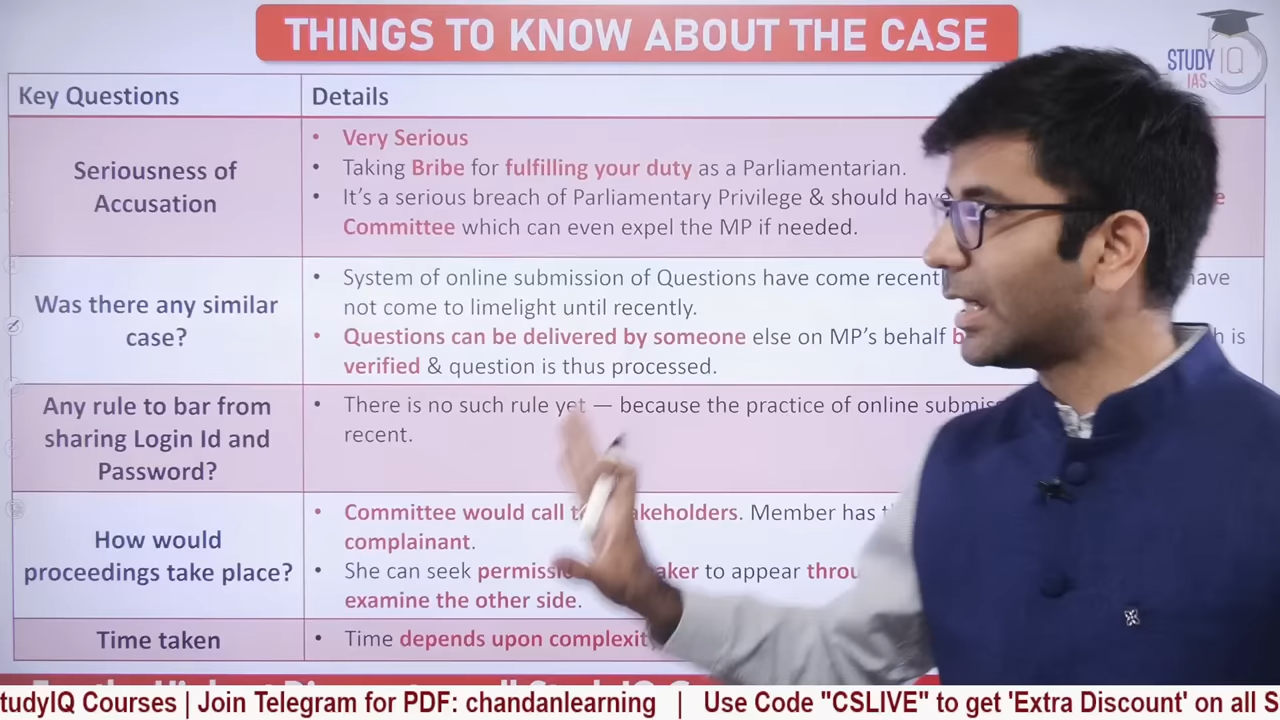 THINGS TO KNOW ABOUT THE CASE
STUDY IQ
IAS
Key Questions
Details
Seriousness of
Accusation
• Very Serious
• Taking Bribe for fulfilling your duty as a Parliamentarian.
• It's a serious breach of Parliamentary Privilege & should
Committee which can even expel the MP if needed.
Was there any similar
case?
• System of online submission of Questions have come have
not come to limelight until recently.
• Questions can be delivered by someone else on MP's behalf is
verified & question is thus processed.
Any rule to bar from
sharing Login Id and
Password?
• There is no such rule yet — because the practice of online
recent.
How would
proceedings take place?
• Committee would call Member has
complainant.
• She can seek to appear
examine the other side.
Time taken
• Time depends upon
Courses | Join Telegram for PDF: chandanlearning | Use Code "CSLIVE" to get 'Extra Discount' on all